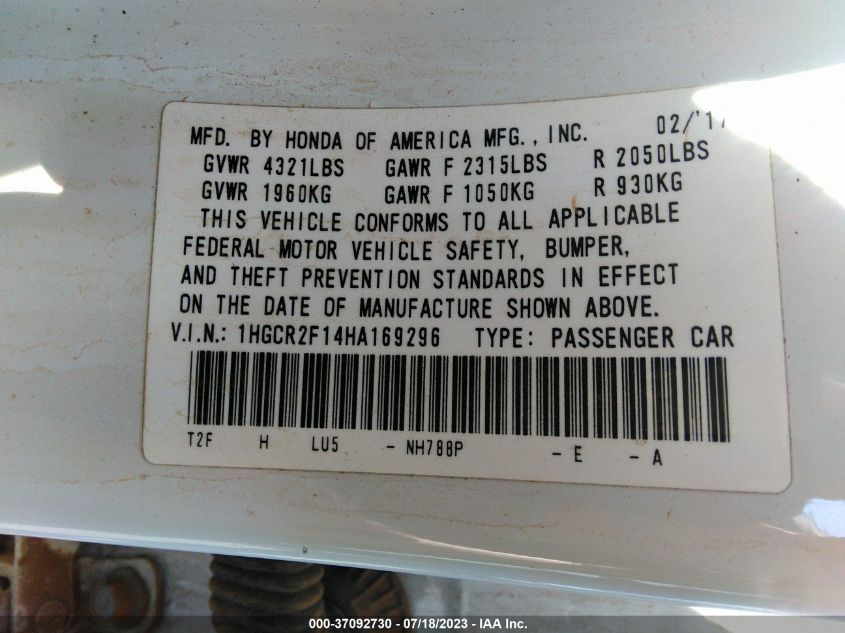 MFD. BY HONDA OF AMERICA MFG., INC. 02/'17
GVWR 4321LBS GAWR F 2315LBS R 2050LBS
GVWR 1960KG GAWR F 1050KG R 930KG
THIS VEHICLE CONFORMS TO ALL APPLICABLE
FEDERAL MOTOR VEHICLE SAFETY, BUMPER,
AND THEFT PREVENTION STANDARDS IN EFFECT
ON THE DATE OF MANUFACTURE SHOWN ABOVE.
V.I.N.: 1HGCR2F14HA169296 TYPE: PASSENGER CAR
T2F H LU5 - NH788P - E - A
000-37092730 - 07/18/2023 - IAA Inc.